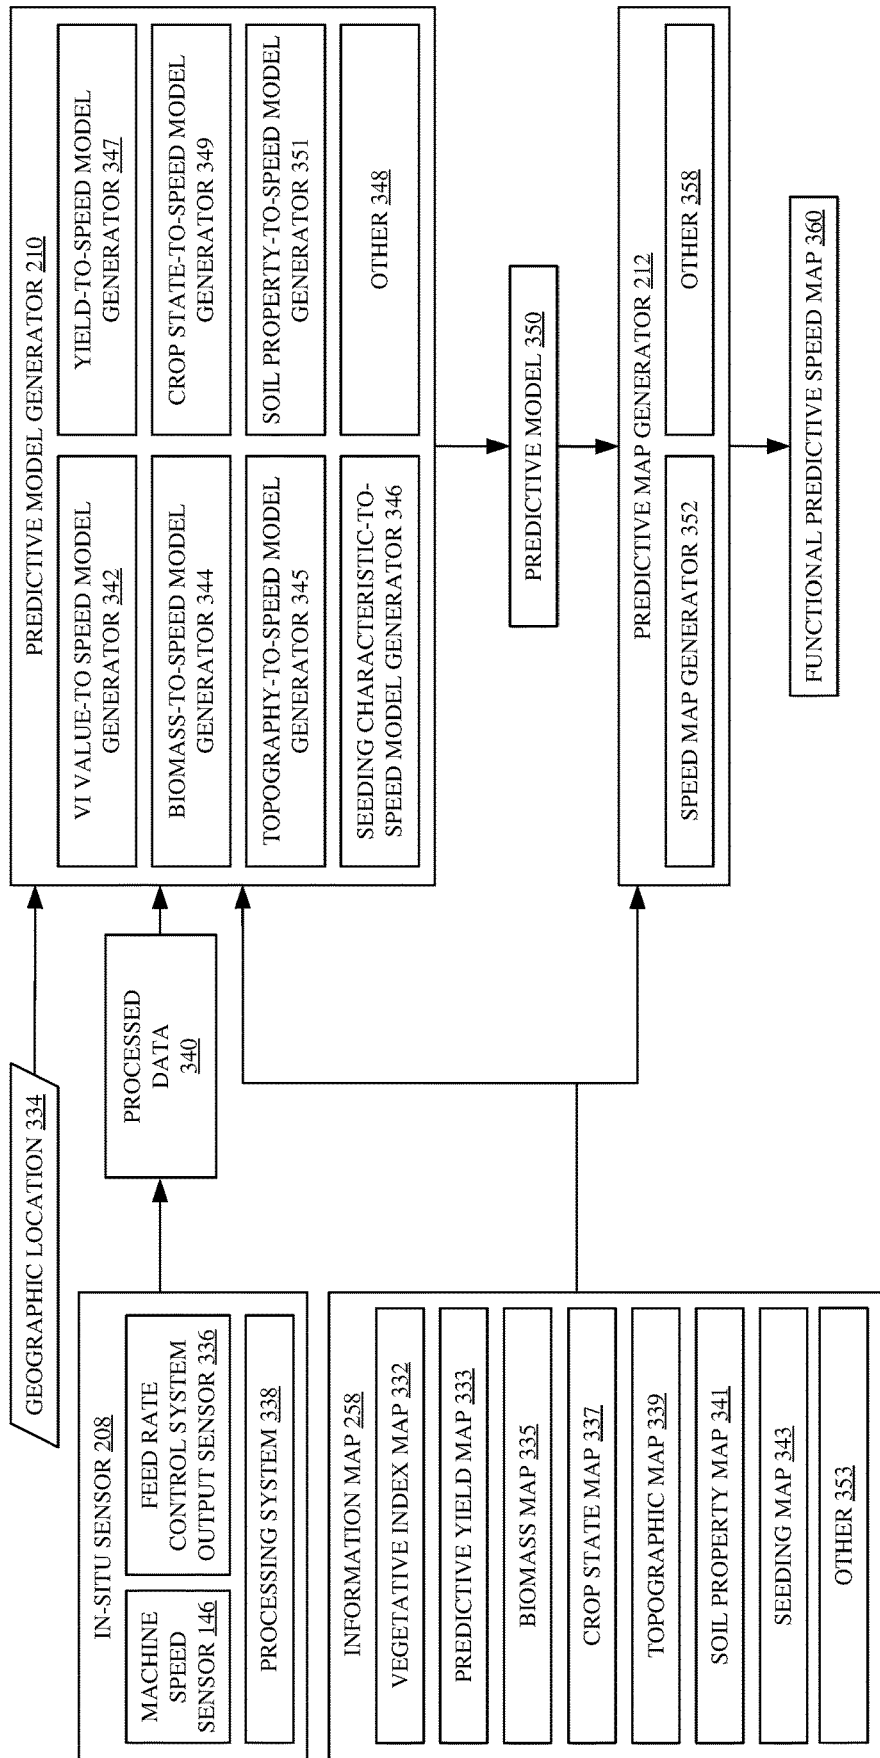 GEOGRAPHIC LOCATION 334
IN-SITU SENSOR 208
MACHINE
SPEED
SENSOR 146
FEED RATE
CONTROL SYSTEM
OUTPUT SENSOR 336
PROCESSING SYSTEM 338
PROCESSED
DATA
340
INFORMATION MAP 258
VEGETATIVE INDEX MAP 332
PREDICTIVE YIELD MAP 333
BIOMASS MAP 335
CROP STATE MAP 337
TOPOGRAPHIC MAP 339
SOIL PROPERTY MAP 341
SEEDING MAP 343
OTHER 353
PREDICTIVE MODEL GENERATOR 210
VI VALUE-TO SPEED MODEL
GENERATOR 342
YIELD-TO-SPEED MODEL
GENERATOR 347
BIOMASS-TO-SPEED MODEL
GENERATOR 344
CROP STATE-TO-SPEED MODEL
GENERATOR 349
TOPOGRAPHY-TO-SPEED MODEL
GENERATOR 345
SOIL PROPERTY-TO-SPEED MODEL
GENERATOR 351
SEEDING CHARACTERISTIC-TO-
SPEED MODEL GENERATOR 346
OTHER 348
PREDICTIVE MODEL 350
PREDICTIVE MAP GENERATOR 212
SPEED MAP GENERATOR 352
OTHER 358
FUNCTIONAL PREDICTIVE SPEED MAP 360